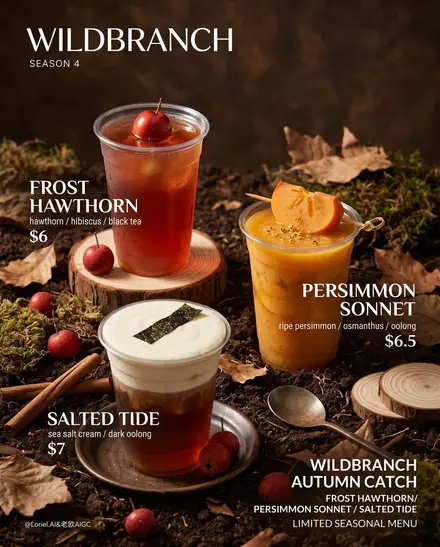 WILDBRANCH
SEASON 4
FROST
HAWTHORN
hawthorn / hibiscus / black tea
$6
PERSIMMON
SONNET
ripe persimmon / osmanthus / oolong
$6.5
SALTED TIDE
sea salt cream / dark oolong
$7
WILDBRANCH
AUTUMN CATCH
FROST HAWTHORN/
PERSIMMON SONNET / SALTED TIDE
LIMITED SEASONAL MENU
@Loriel.AI&老欧AIGC